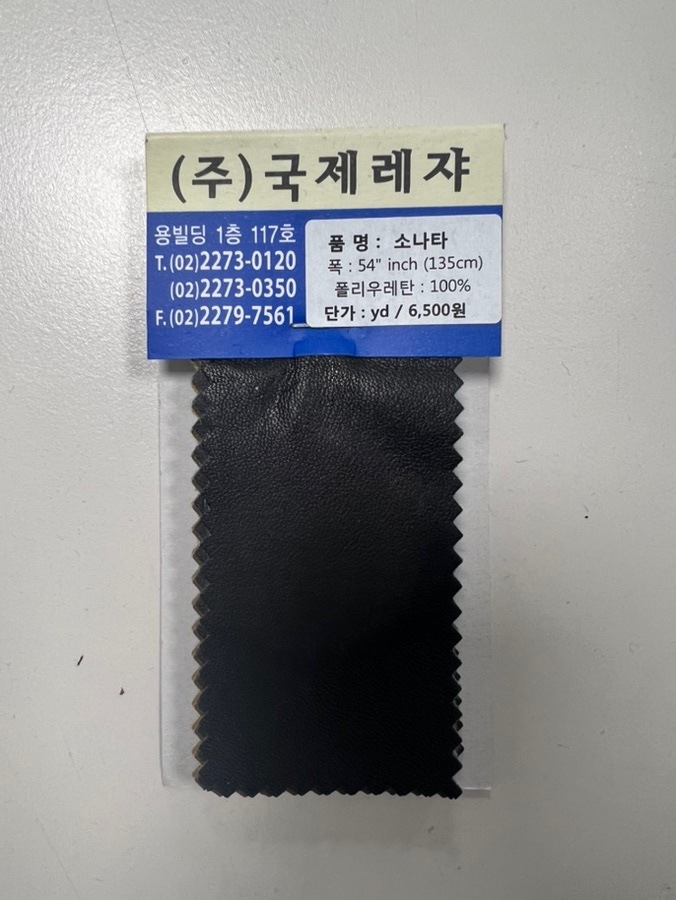 (주)국제레쟈
용빌딩 1층 117호
T.(02)2273-0120
(02)2273-0350
F.(02)2279-7561
품 명 : 소나타
폭 : 54" inch (135cm)
폴리우레탄 : 100%
단가 : yd / 6,500원